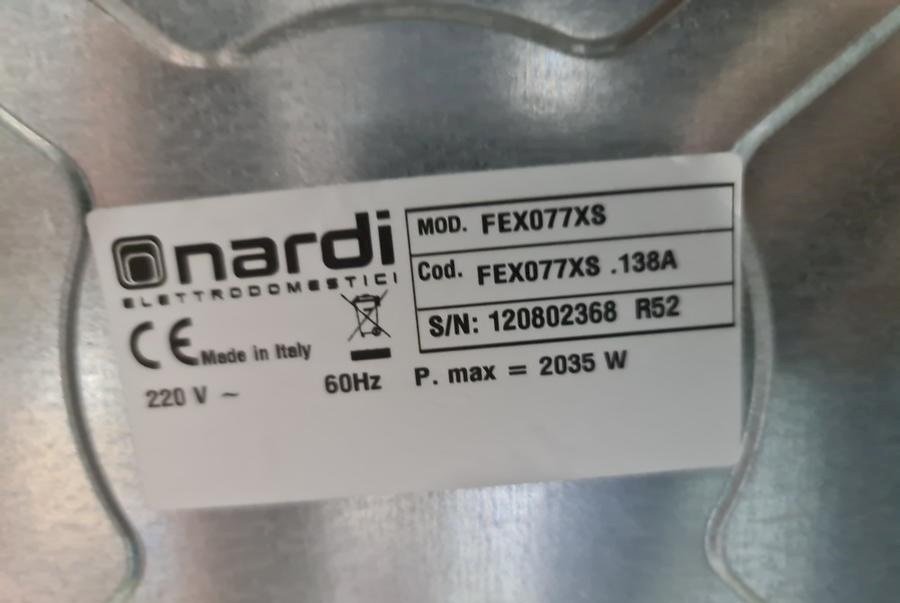 nardi
ELETTRODOMESTICI
CE Made in Italy
220 V ~ 60Hz
MOD. FEX077XS
Cod. FEX077XS .138A
S/N: 120802368 R52
P. max = 2035 W